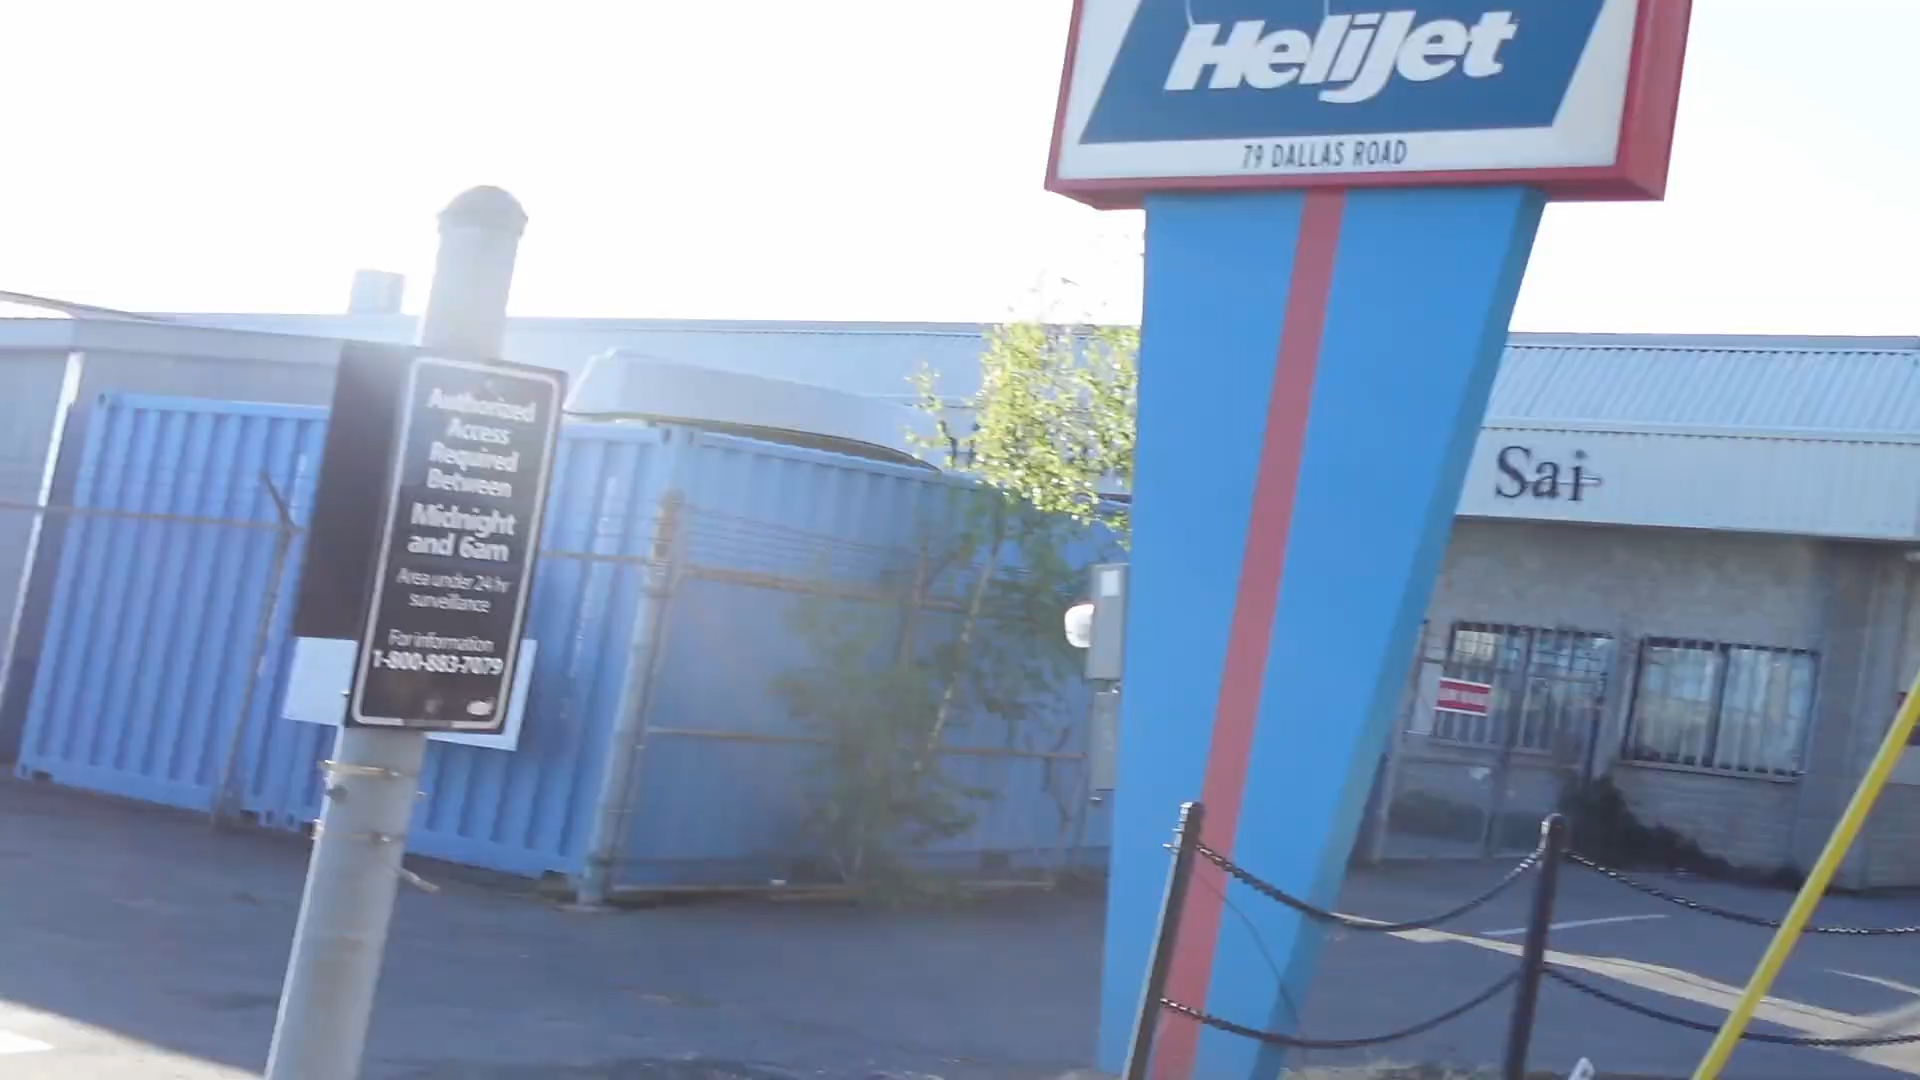 HeliJet
79 DALLAS ROAD
Authorized
Access
Required
Between
Midnight
and 6am
Area under 24 hr
surveillance
For information
1-800-883-7079
Sai